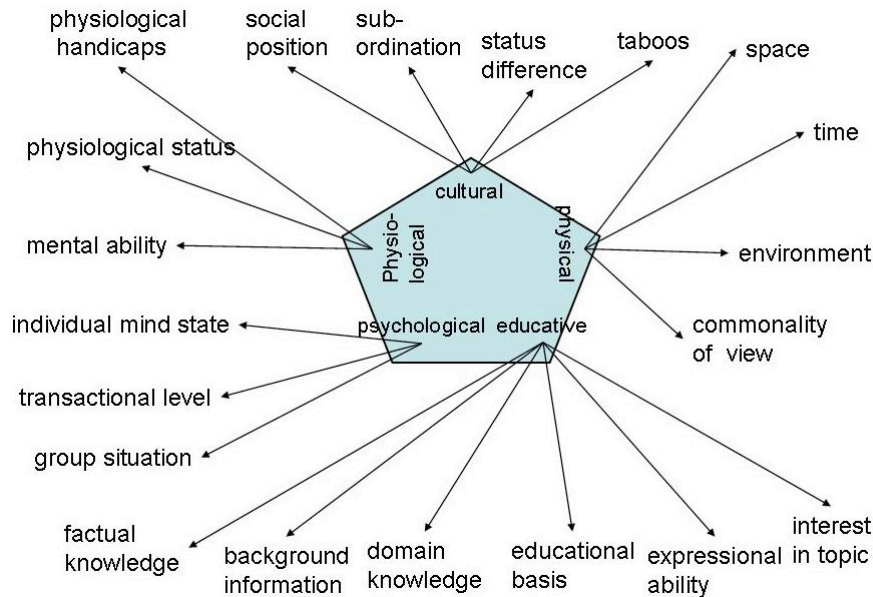 physiological
handicaps
social
position
sub-
ordination
status
difference
taboos
space
physiological status
time
cultural
Physio-
logical
physical
mental ability
environment
individual mind state
psychological
educative
commonality
of view
transactional level
group situation
factual
knowledge
background
information
domain
knowledge
educational
basis
expressional
ability
interest
in topic